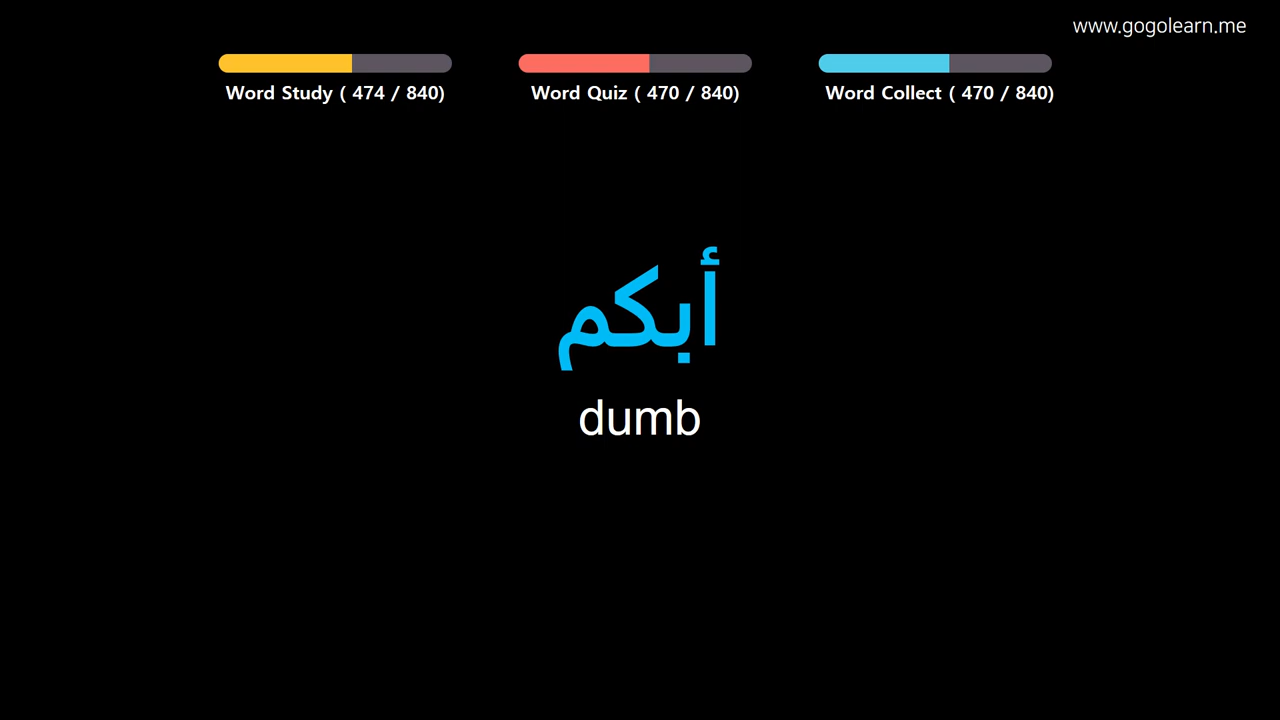 www.gogolearn.me
Word Study ( 474 / 840)
Word Quiz ( 470 / 840)
Word Collect ( 470 / 840)
أبكم
dumb